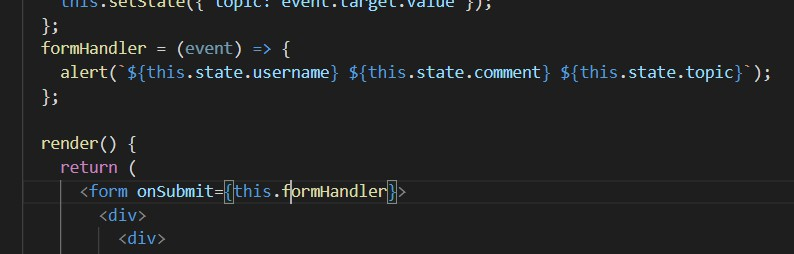 this.setState({ topic: event.target.value });
};
formHandler = (event) => {
alert(`${this.state.username} ${this.state.comment} ${this.state.topic}`);
};
render() {
return (
<form onSubmit={this.formHandler}>
<div>
<div>